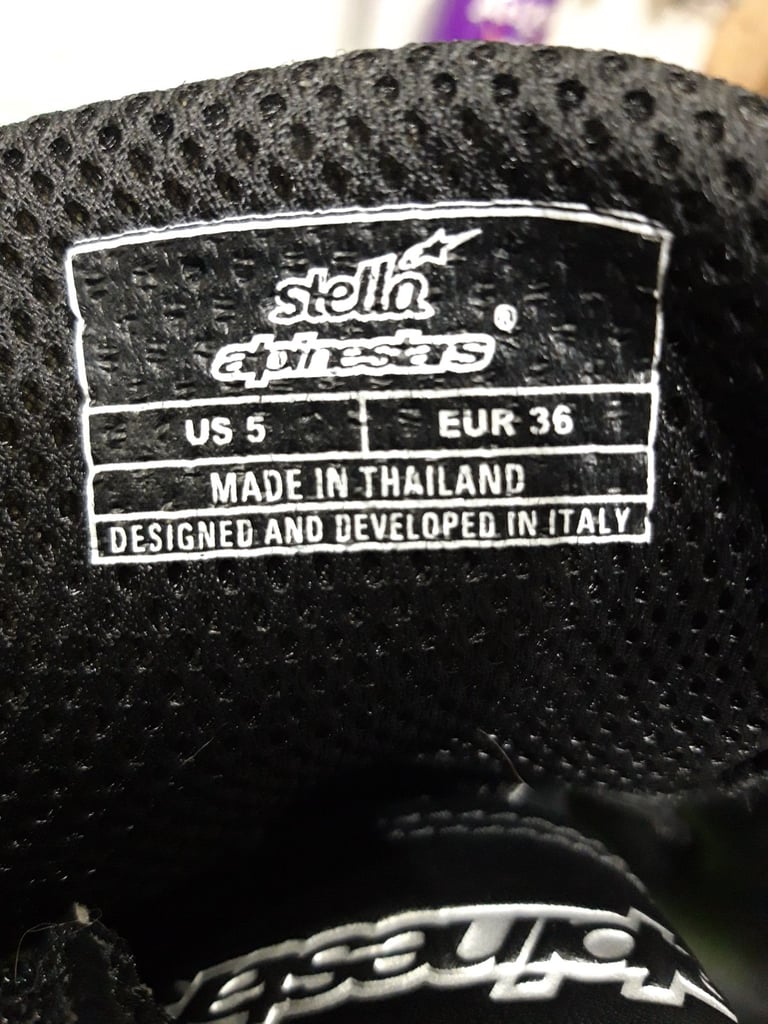 stella
alpinestars ®
US 5 EUR 36
MADE IN THAILAND
DESIGNED AND DEVELOPED IN ITALY